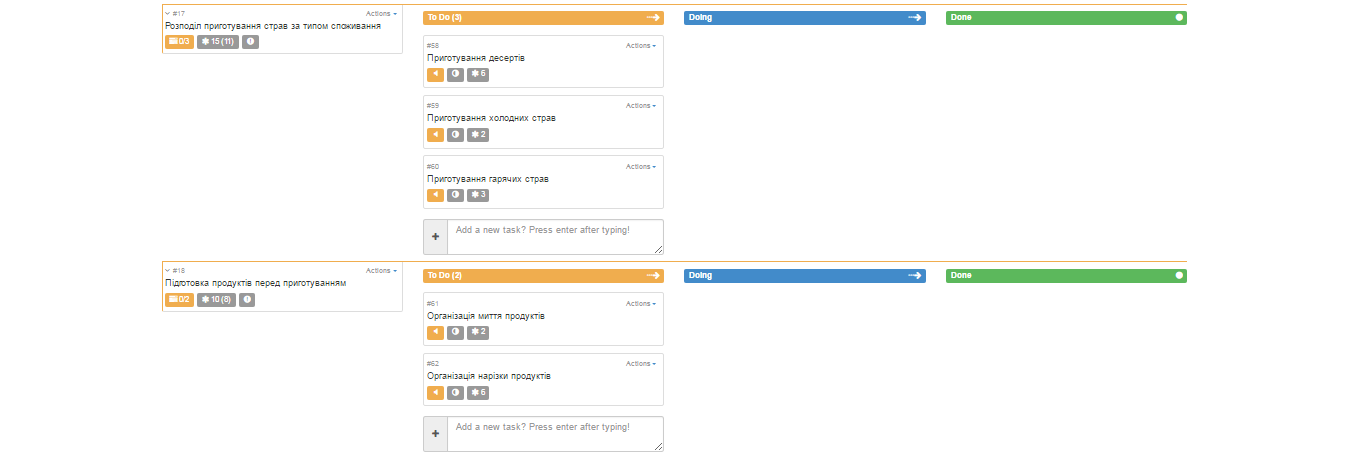 #17 Actions
Розподіл приготування страв за типом споживання
0/3 15 (11)
To Do (3)
Doing
Done
#58 Actions
Приготування десертів
6
#59 Actions
Приготування холодних страв
2
#60 Actions
Приготування гарячих страв
3
Add a new task? Press enter after typing!
#18 Actions
Підготовка продуктів перед приготуванням
0/2 10 (8)
To Do (2)
Doing
Done
#61 Actions
Організація миття продуктів
2
#62 Actions
Організація нарізки продуктів
6
Add a new task? Press enter after typing!